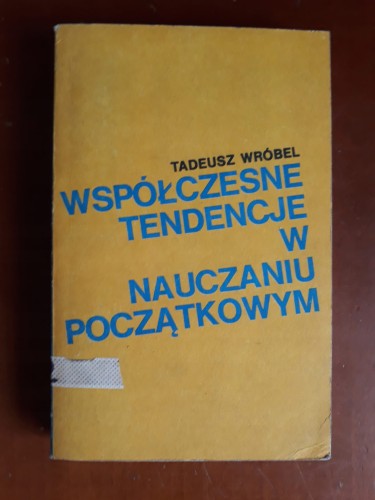 TADEUSZ WRÓBEL
WSPÓŁCZESNE
TENDENCJE
W
NAUCZANIU
POCZĄTKOWYM